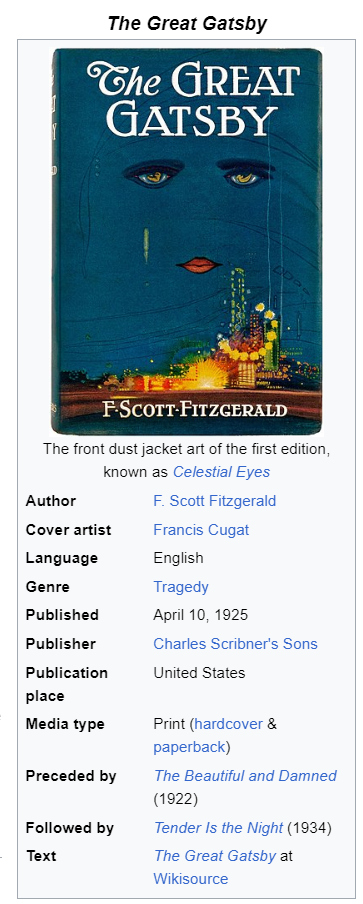 The Great Gatsby
The GREAT
GATSBY
F·SCOTT·FITZGERALD
The front dust jacket art of the first edition,
known as Celestial Eyes
Author F. Scott Fitzgerald
Cover artist Francis Cugat
Language English
Genre Tragedy
Published April 10, 1925
Publisher Charles Scribner's Sons
Publication United States
place
Media type Print (hardcover &
paperback)
Preceded by The Beautiful and Damned
(1922)
Followed by Tender Is the Night (1934)
Text The Great Gatsby at
Wikisource